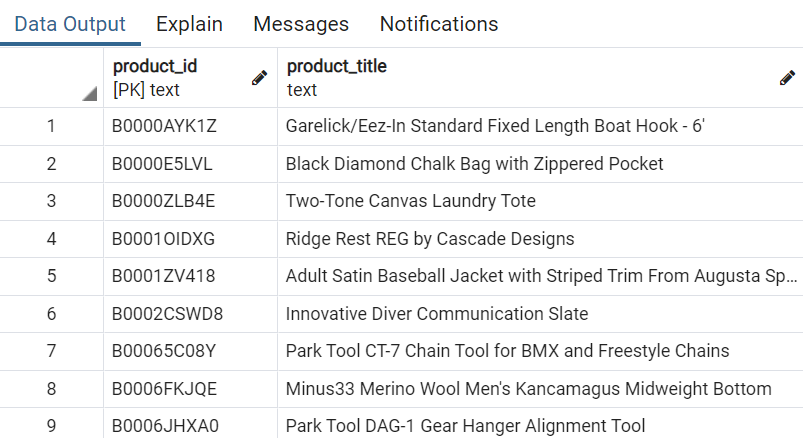 Data Output Explain Messages Notifications
product_id product_title
[PK] text text
1 B0000AYK1Z Garelick/Eez-In Standard Fixed Length Boat Hook - 6'
2 B0000E5LVL Black Diamond Chalk Bag with Zippered Pocket
3 B0000ZLB4E Two-Tone Canvas Laundry Tote
4 B0001OIDXG Ridge Rest REG by Cascade Designs
5 B0001ZV418 Adult Satin Baseball Jacket with Striped Trim From Augusta Sp...
6 B0002CSWD8 Innovative Diver Communication Slate
7 B00065C08Y Park Tool CT-7 Chain Tool for BMX and Freestyle Chains
8 B0006FKJQE Minus33 Merino Wool Men's Kancamagus Midweight Bottom
9 B0006JHXA0 Park Tool DAG-1 Gear Hanger Alignment Tool